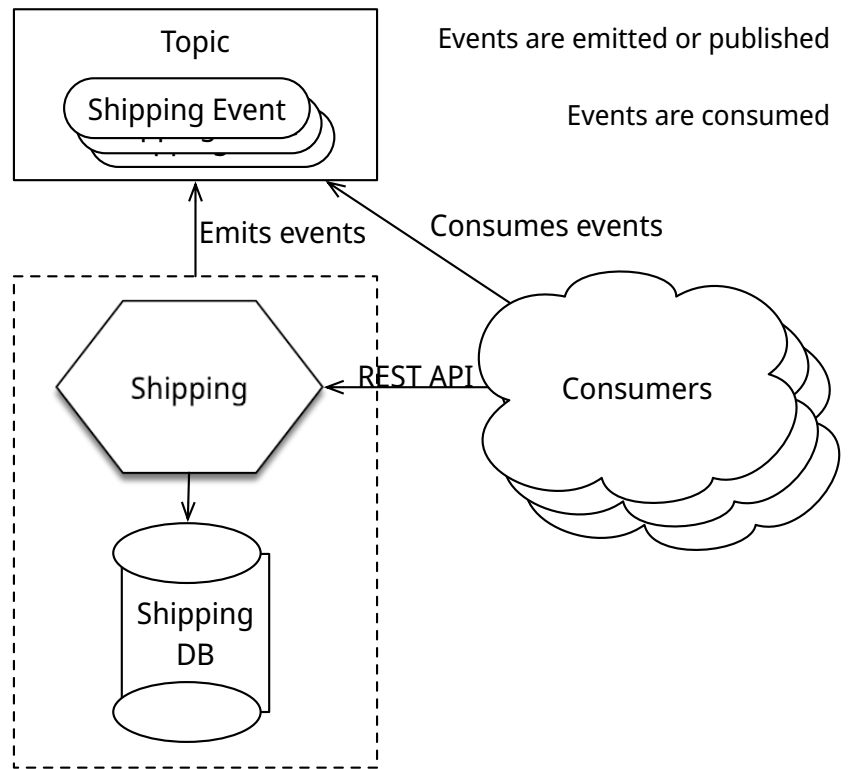 Topic
Events are emitted or published
Shipping Event
Events are consumed
Emits events
Consumes events
REST API
Shipping
Consumers
Shipping
DB